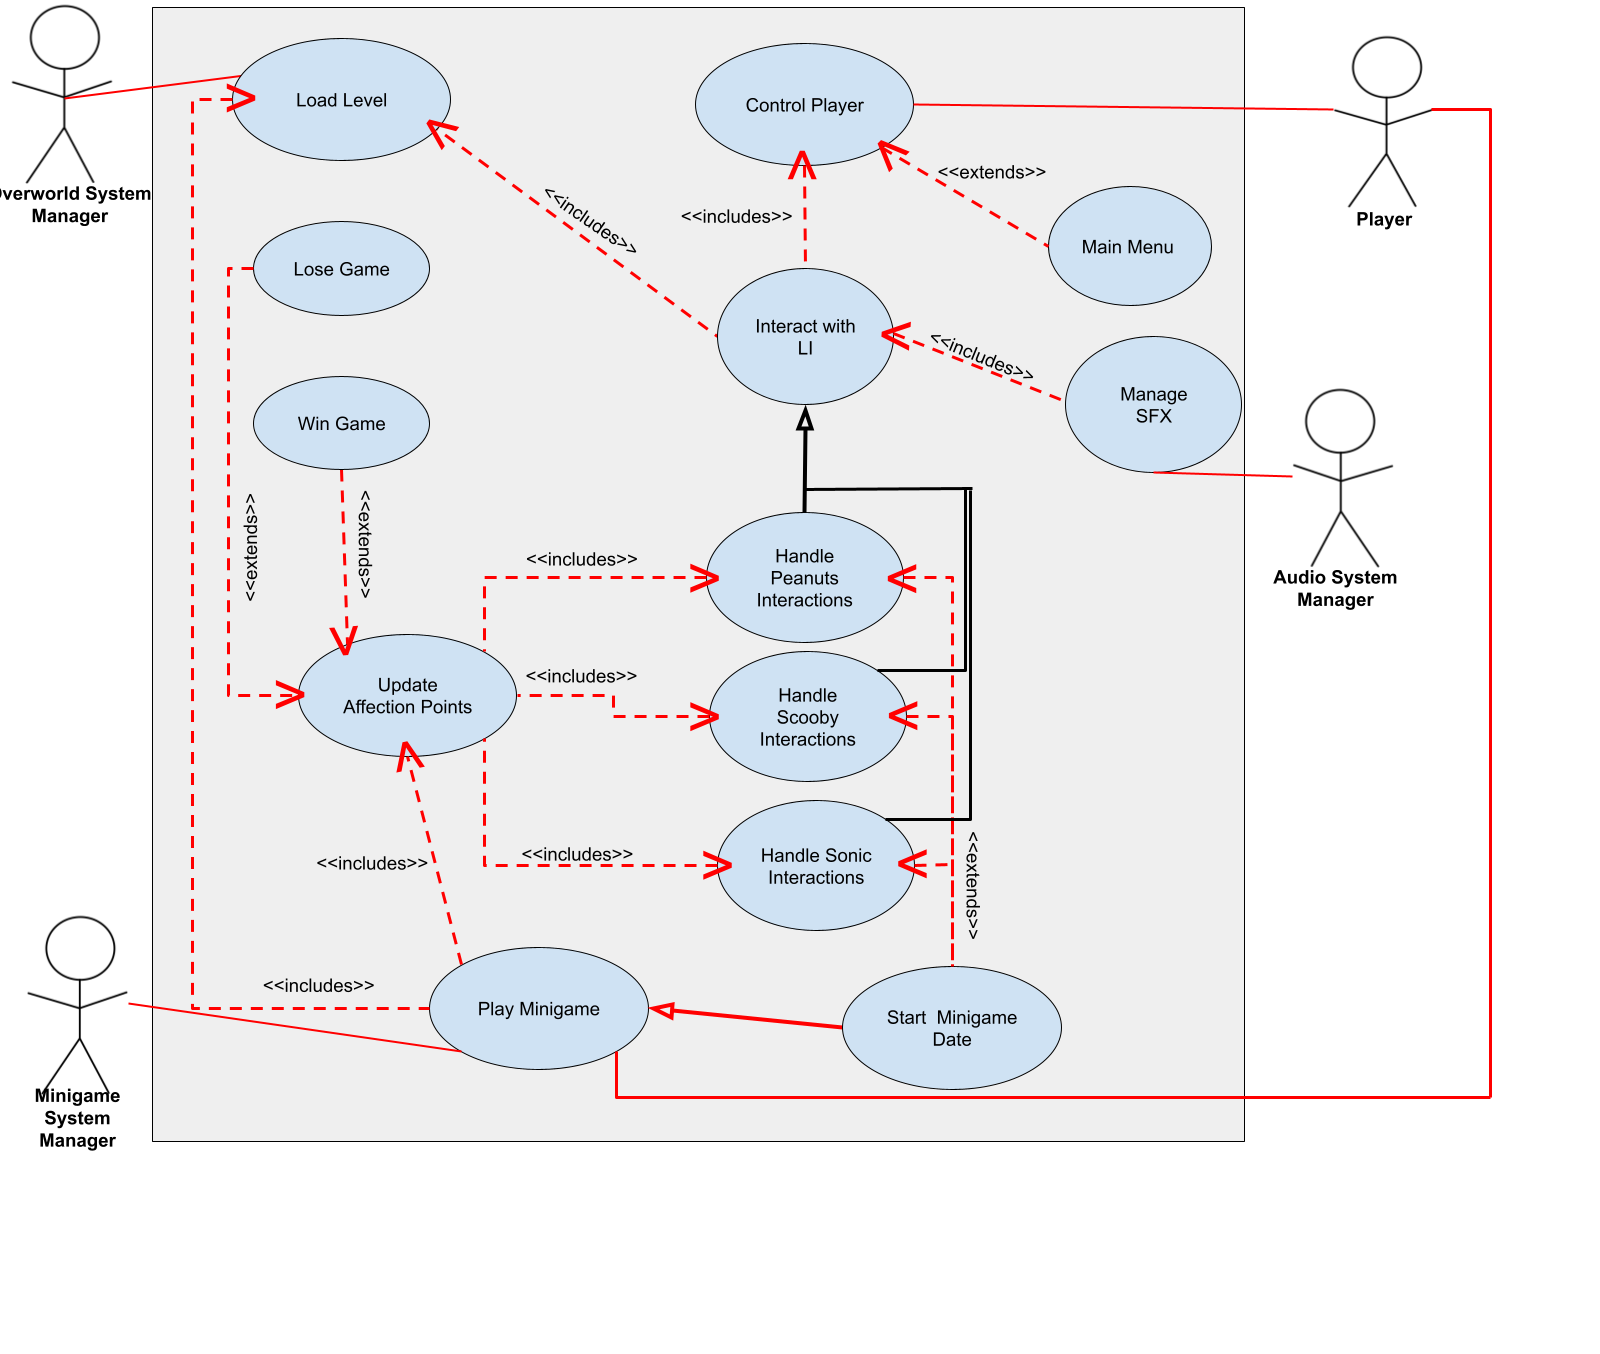 Load Level
Control Player
<<extends>>
Overworld System
Manager
<<includes>>
<<includes>>
Player
Main Menu
Lose Game
Interact with
LI
<<includes>>
Manage
SFX
Win Game
<<extends>>
<<extends>>
<<includes>>
Handle
Peanuts
Interactions
Audio System
Manager
Update
Affection Points
<<includes>>
Handle
Scooby
Interactions
<<includes>>
<<includes>>
Handle Sonic
Interactions
<<extends>>
<<includes>>
Play Minigame
Start  Minigame
Date
Minigame
System
Manager